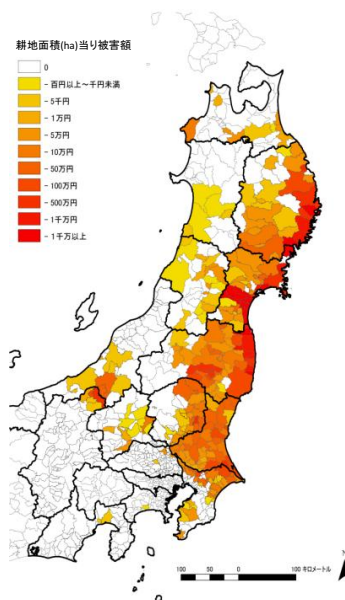 耕地面積(ha)当り被害額
0
- 百円以上～千円未満
- 5千円
- 1万円
- 5万円
- 10万円
- 50万円
- 100万円
- 500万円
- 1千万円
- 1千万以上
N
100 50 0 100 キロメートル